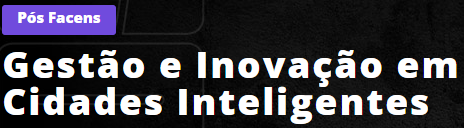 Pós Facens
Gestão e Inovação em
Cidades Inteligentes